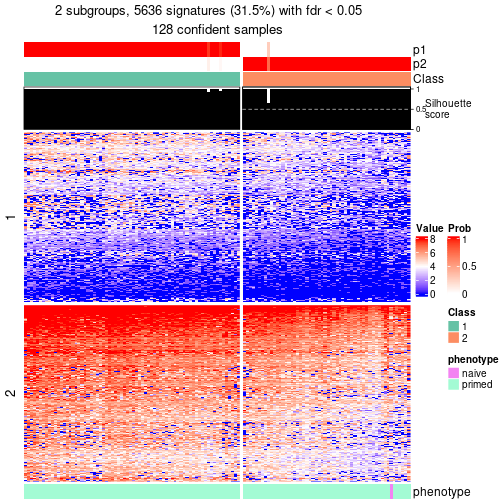 2 subgroups, 5636 signatures (31.5%) with fdr < 0.05
128 confident samples
p1
p2
Class
1
0.5
0
Silhouette
score
1
2
Value
8
6
4
2
0
Prob
1
0.5
0
Class
1
2
phenotype
naive
primed
phenotype